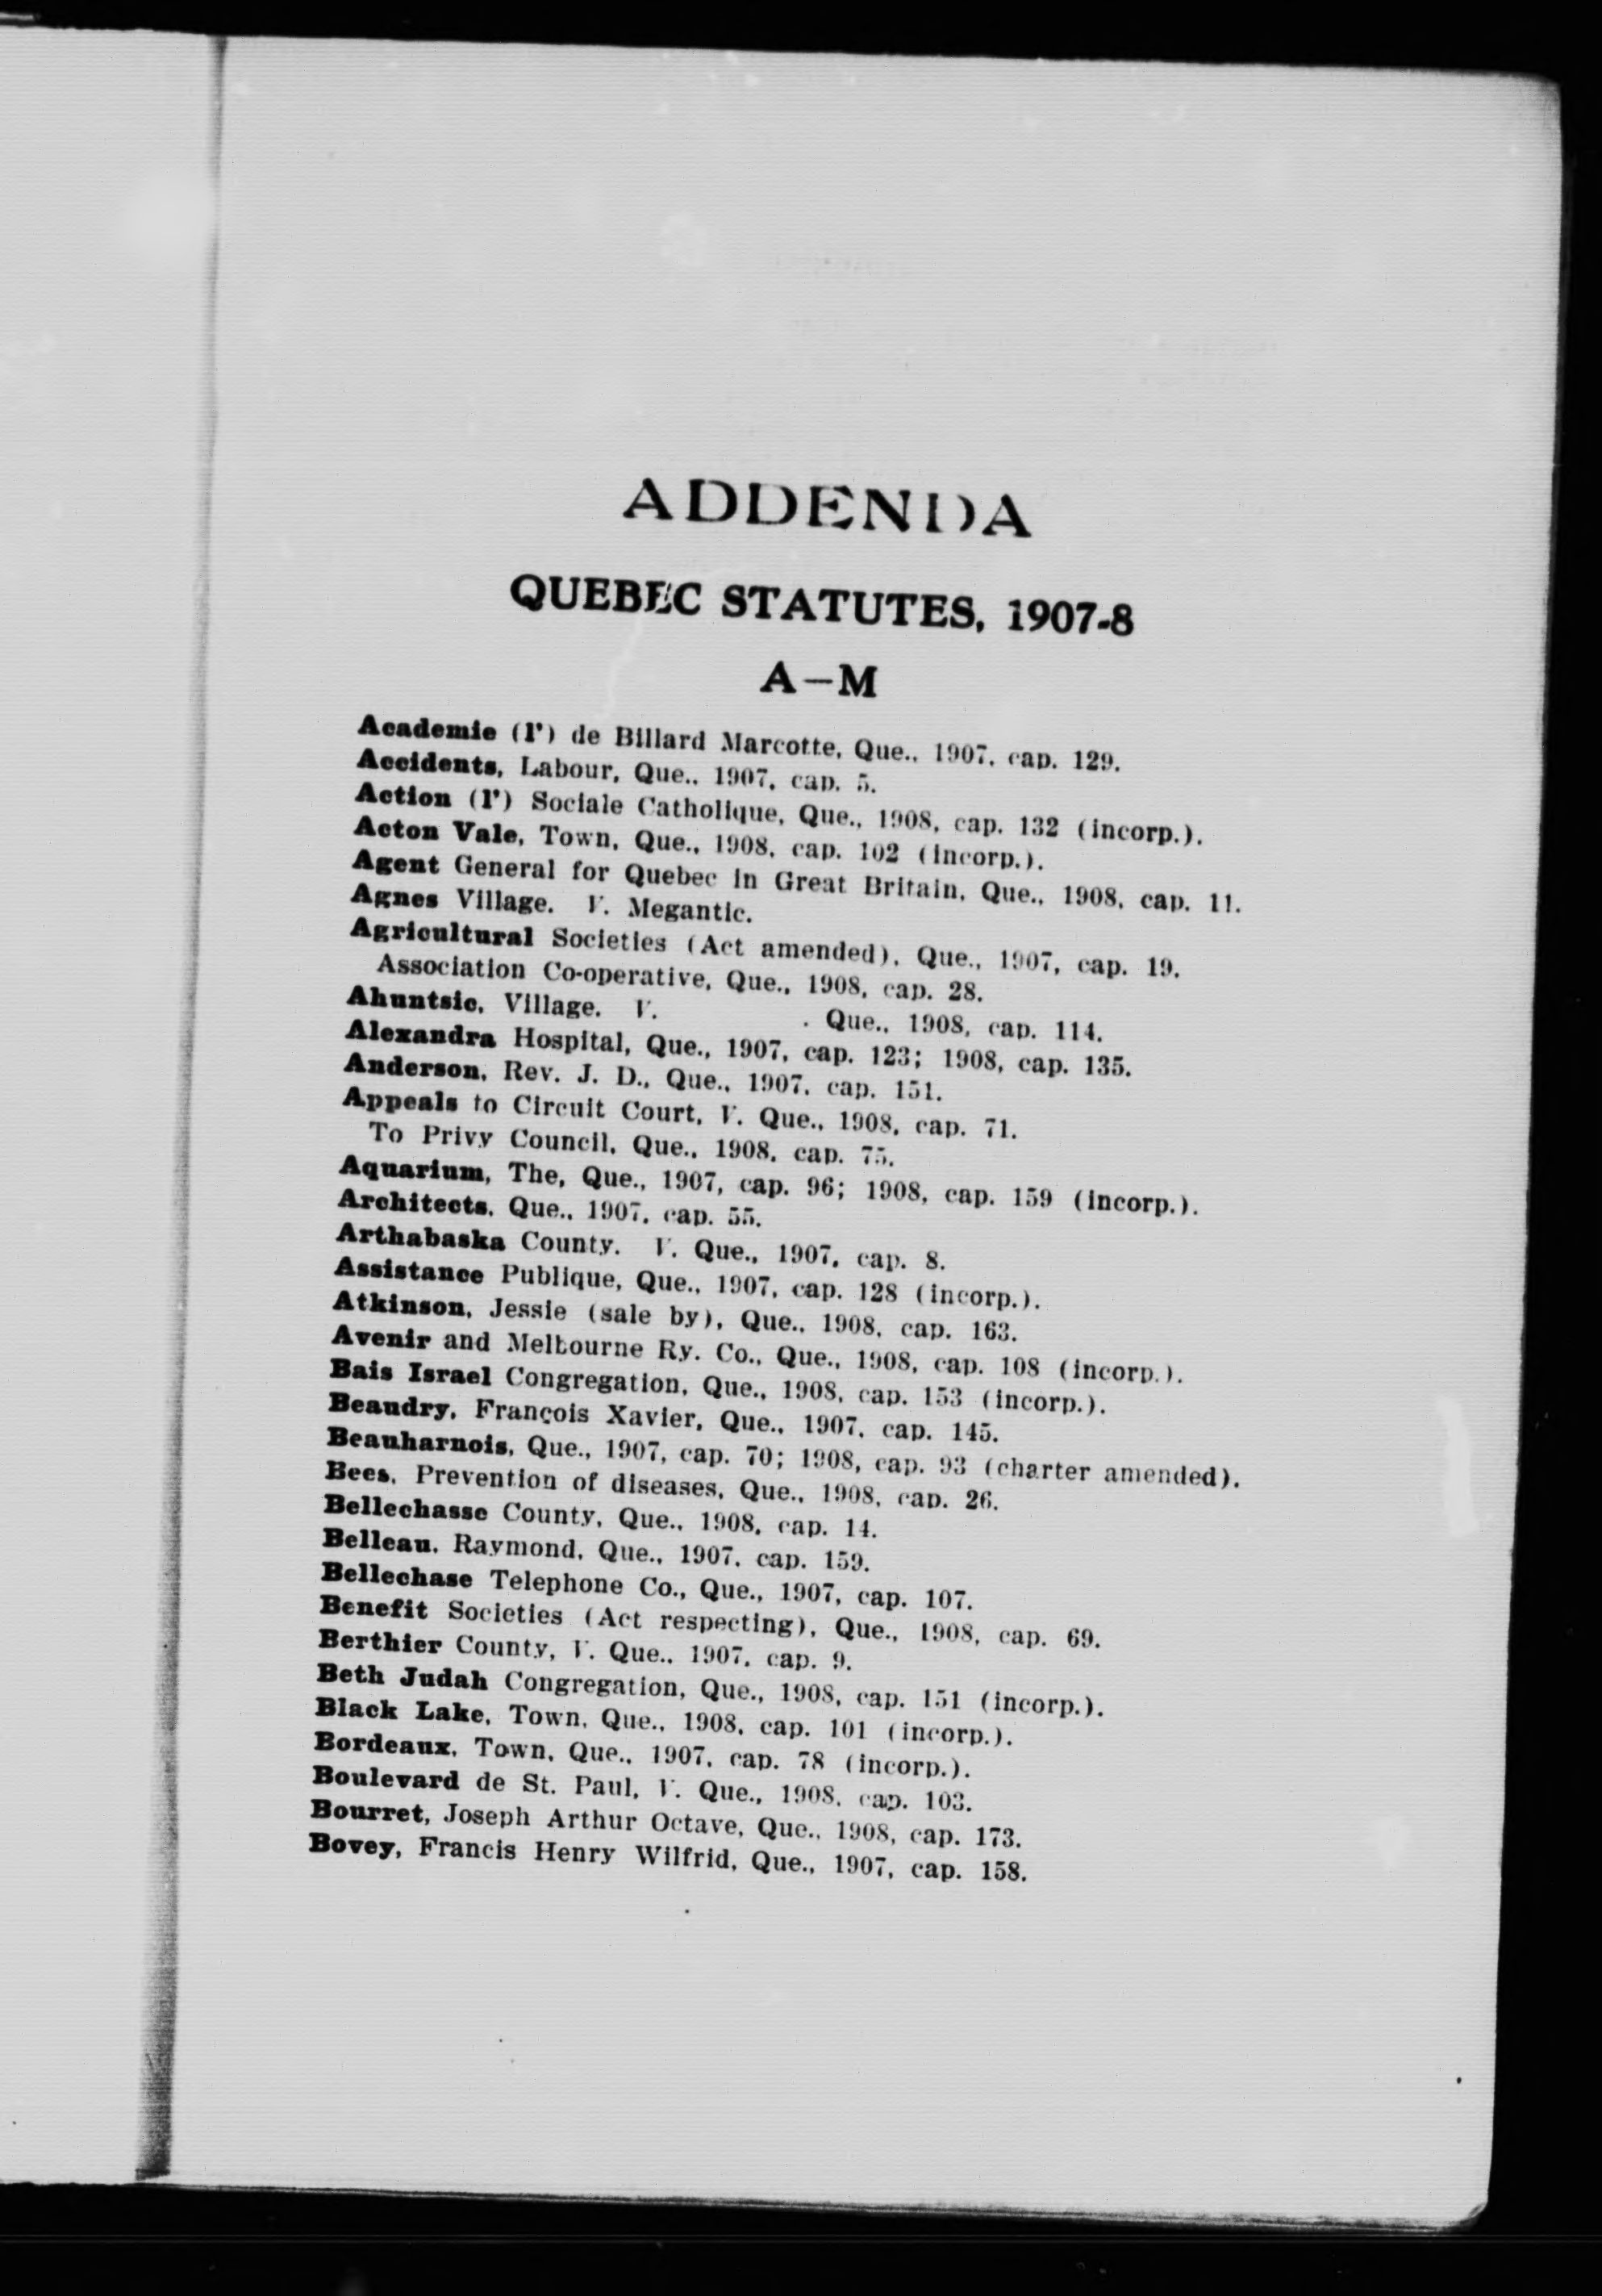 ADDENDA
QUEBEC STATUTES, 1907-8
A—M
Academie (l') de Billard Marcotte, Que., 1907, cap. 129.
Accidents, Labour, Que., 1907, cap. 5.
Action (l') Sociale Catholique, Que., 1908, cap. 132 (incorp.).
Acton Vale, Town, Que., 1908, cap. 102 (incorp.).
Agent General for Quebec in Great Britain, Que., 1908, cap. 11.
Agnes Village. V. Megantic.
Agricultural Societies (Act amended), Que., 1907, cap. 19.
Association Co-operative, Que., 1908, cap. 28.
Ahuntsic, Village. V. . Que., 1908, cap. 114.
Alexandra Hospital, Que., 1907, cap. 123; 1908, cap. 135.
Anderson, Rev. J. D., Que., 1907, cap. 151.
Appeals to Circuit Court, V. Que., 1908, cap. 71.
To Privy Council, Que., 1908, cap. 75.
Aquarium, The, Que., 1907, cap. 96; 1908, cap. 159 (incorp.).
Architects, Que., 1907, cap. 55.
Arthabaska County. V. Que., 1907, cap. 8.
Assistance Publique, Que., 1907, cap. 128 (incorp.).
Atkinson, Jessie (sale by), Que., 1908, cap. 163.
Avenir and Melbourne Ry. Co., Que., 1908, cap. 108 (incorp.).
Bais Israel Congregation, Que., 1908, cap. 153 (incorp.).
Beaudry, François Xavier, Que., 1907, cap. 145.
Beauharnois, Que., 1907, cap. 70; 1908, cap. 93 (charter amended).
Bees, Prevention of diseases, Que., 1908, cap. 26.
Bellechasse County, Que., 1908, cap. 14.
Belleau, Raymond, Que., 1907, cap. 159.
Bellechase Telephone Co., Que., 1907, cap. 107.
Benefit Societies (Act respecting), Que., 1908, cap. 69.
Berthier County, V. Que., 1907, cap. 9.
Beth Judah Congregation, Que., 1908, cap. 151 (incorp.).
Black Lake, Town, Que., 1908, cap. 101 (incorp.).
Bordeaux, Town, Que., 1907, cap. 78 (incorp.).
Boulevard de St. Paul, V. Que., 1908, cap. 103.
Bourret, Joseph Arthur Octave, Que., 1908, cap. 173.
Bovey, Francis Henry Wilfrid, Que., 1907, cap. 158.